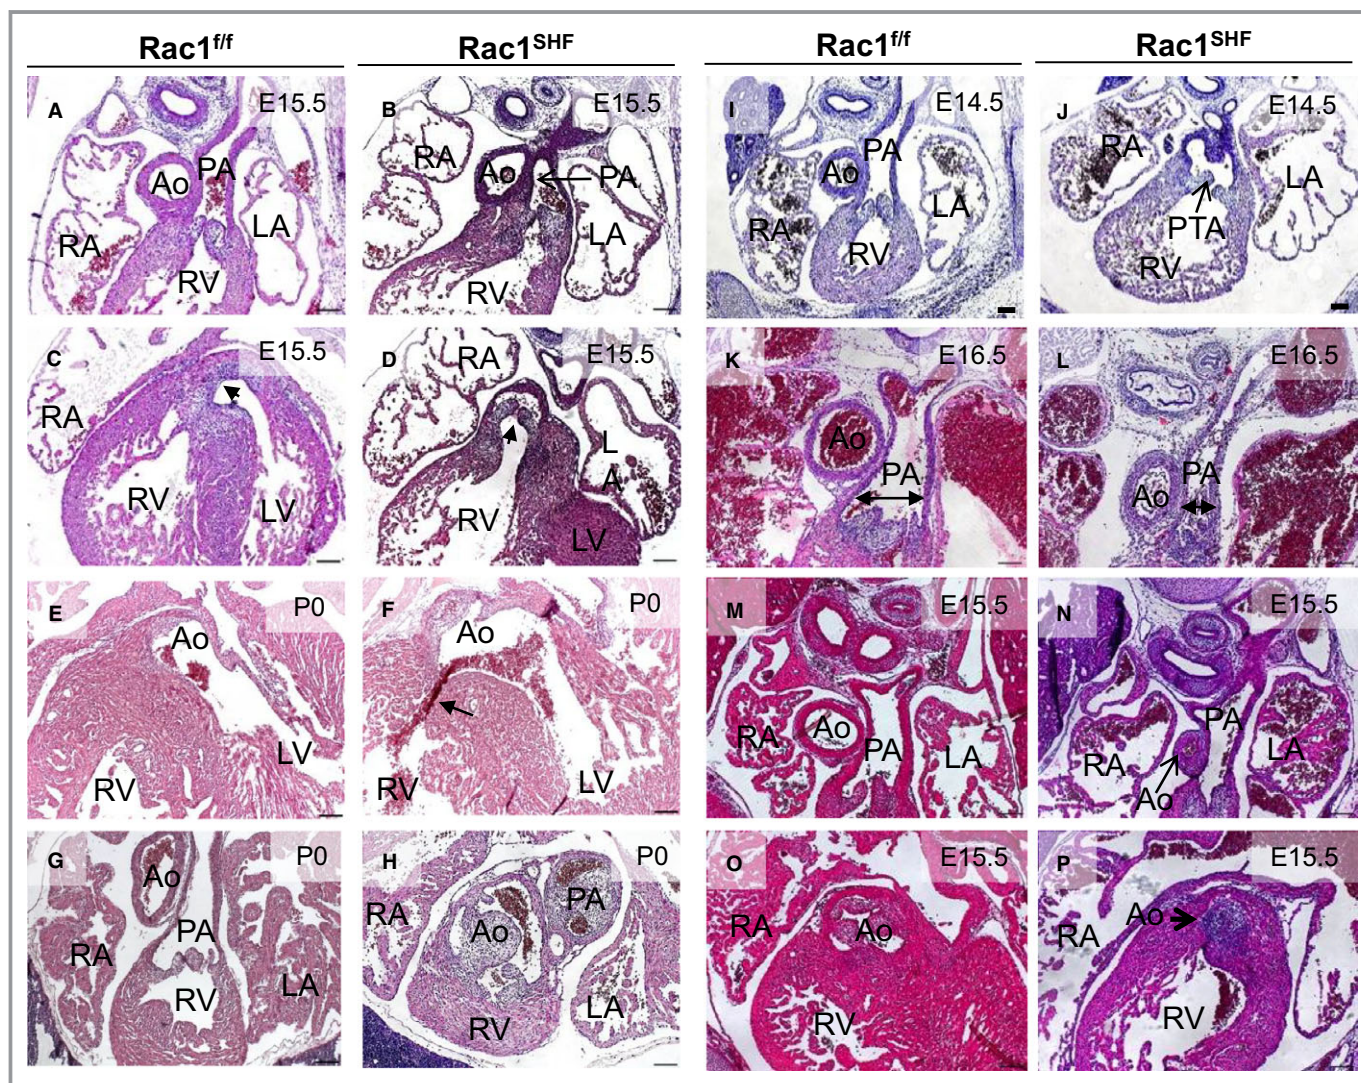 Rac1f/f Rac1SHF Rac1f/f Rac1SHF
A E15.5 PA Ao RA LA RV
B E15.5 RA Ao PA LA RV
I E14.5 PA Ao RA LA RV
J E14.5 RA LA PTA RV
C E15.5 RA RV LV
D RA E15.5 L A RV LV
K E16.5 Ao PA
L E16.5 PA Ao
E P0 Ao LV RV
F P0 Ao RV LV
M E15.5 Ao RA PA LA
N E15.5 PA RA LA Ao
G P0 Ao PA RA RV LA
H P0 RA PA Ao LA RV
O E15.5 RA Ao RV
P E15.5 Ao RA RV